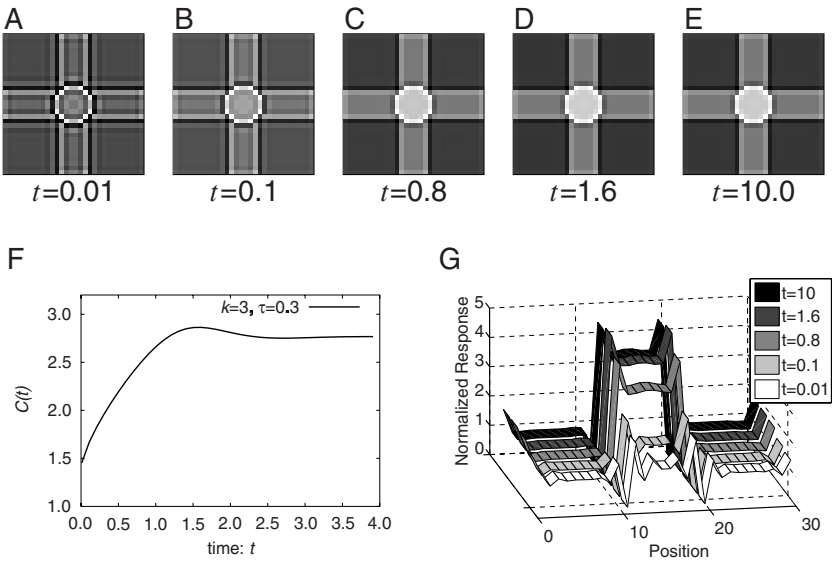 A B C D E
t=0.01 t=0.1 t=0.8 t=1.6 t=10.0
F
k=3, τ=0.3
C(t)
3.0
2.5
2.0
1.5
1.0
0.0 0.5 1.0 1.5 2.0 2.5 3.0 3.5 4.0
time: t
G
t=10
t=1.6
t=0.8
t=0.1
t=0.01
Normalized Response
5
4
3
2
1
0
0 10 20 30
Position